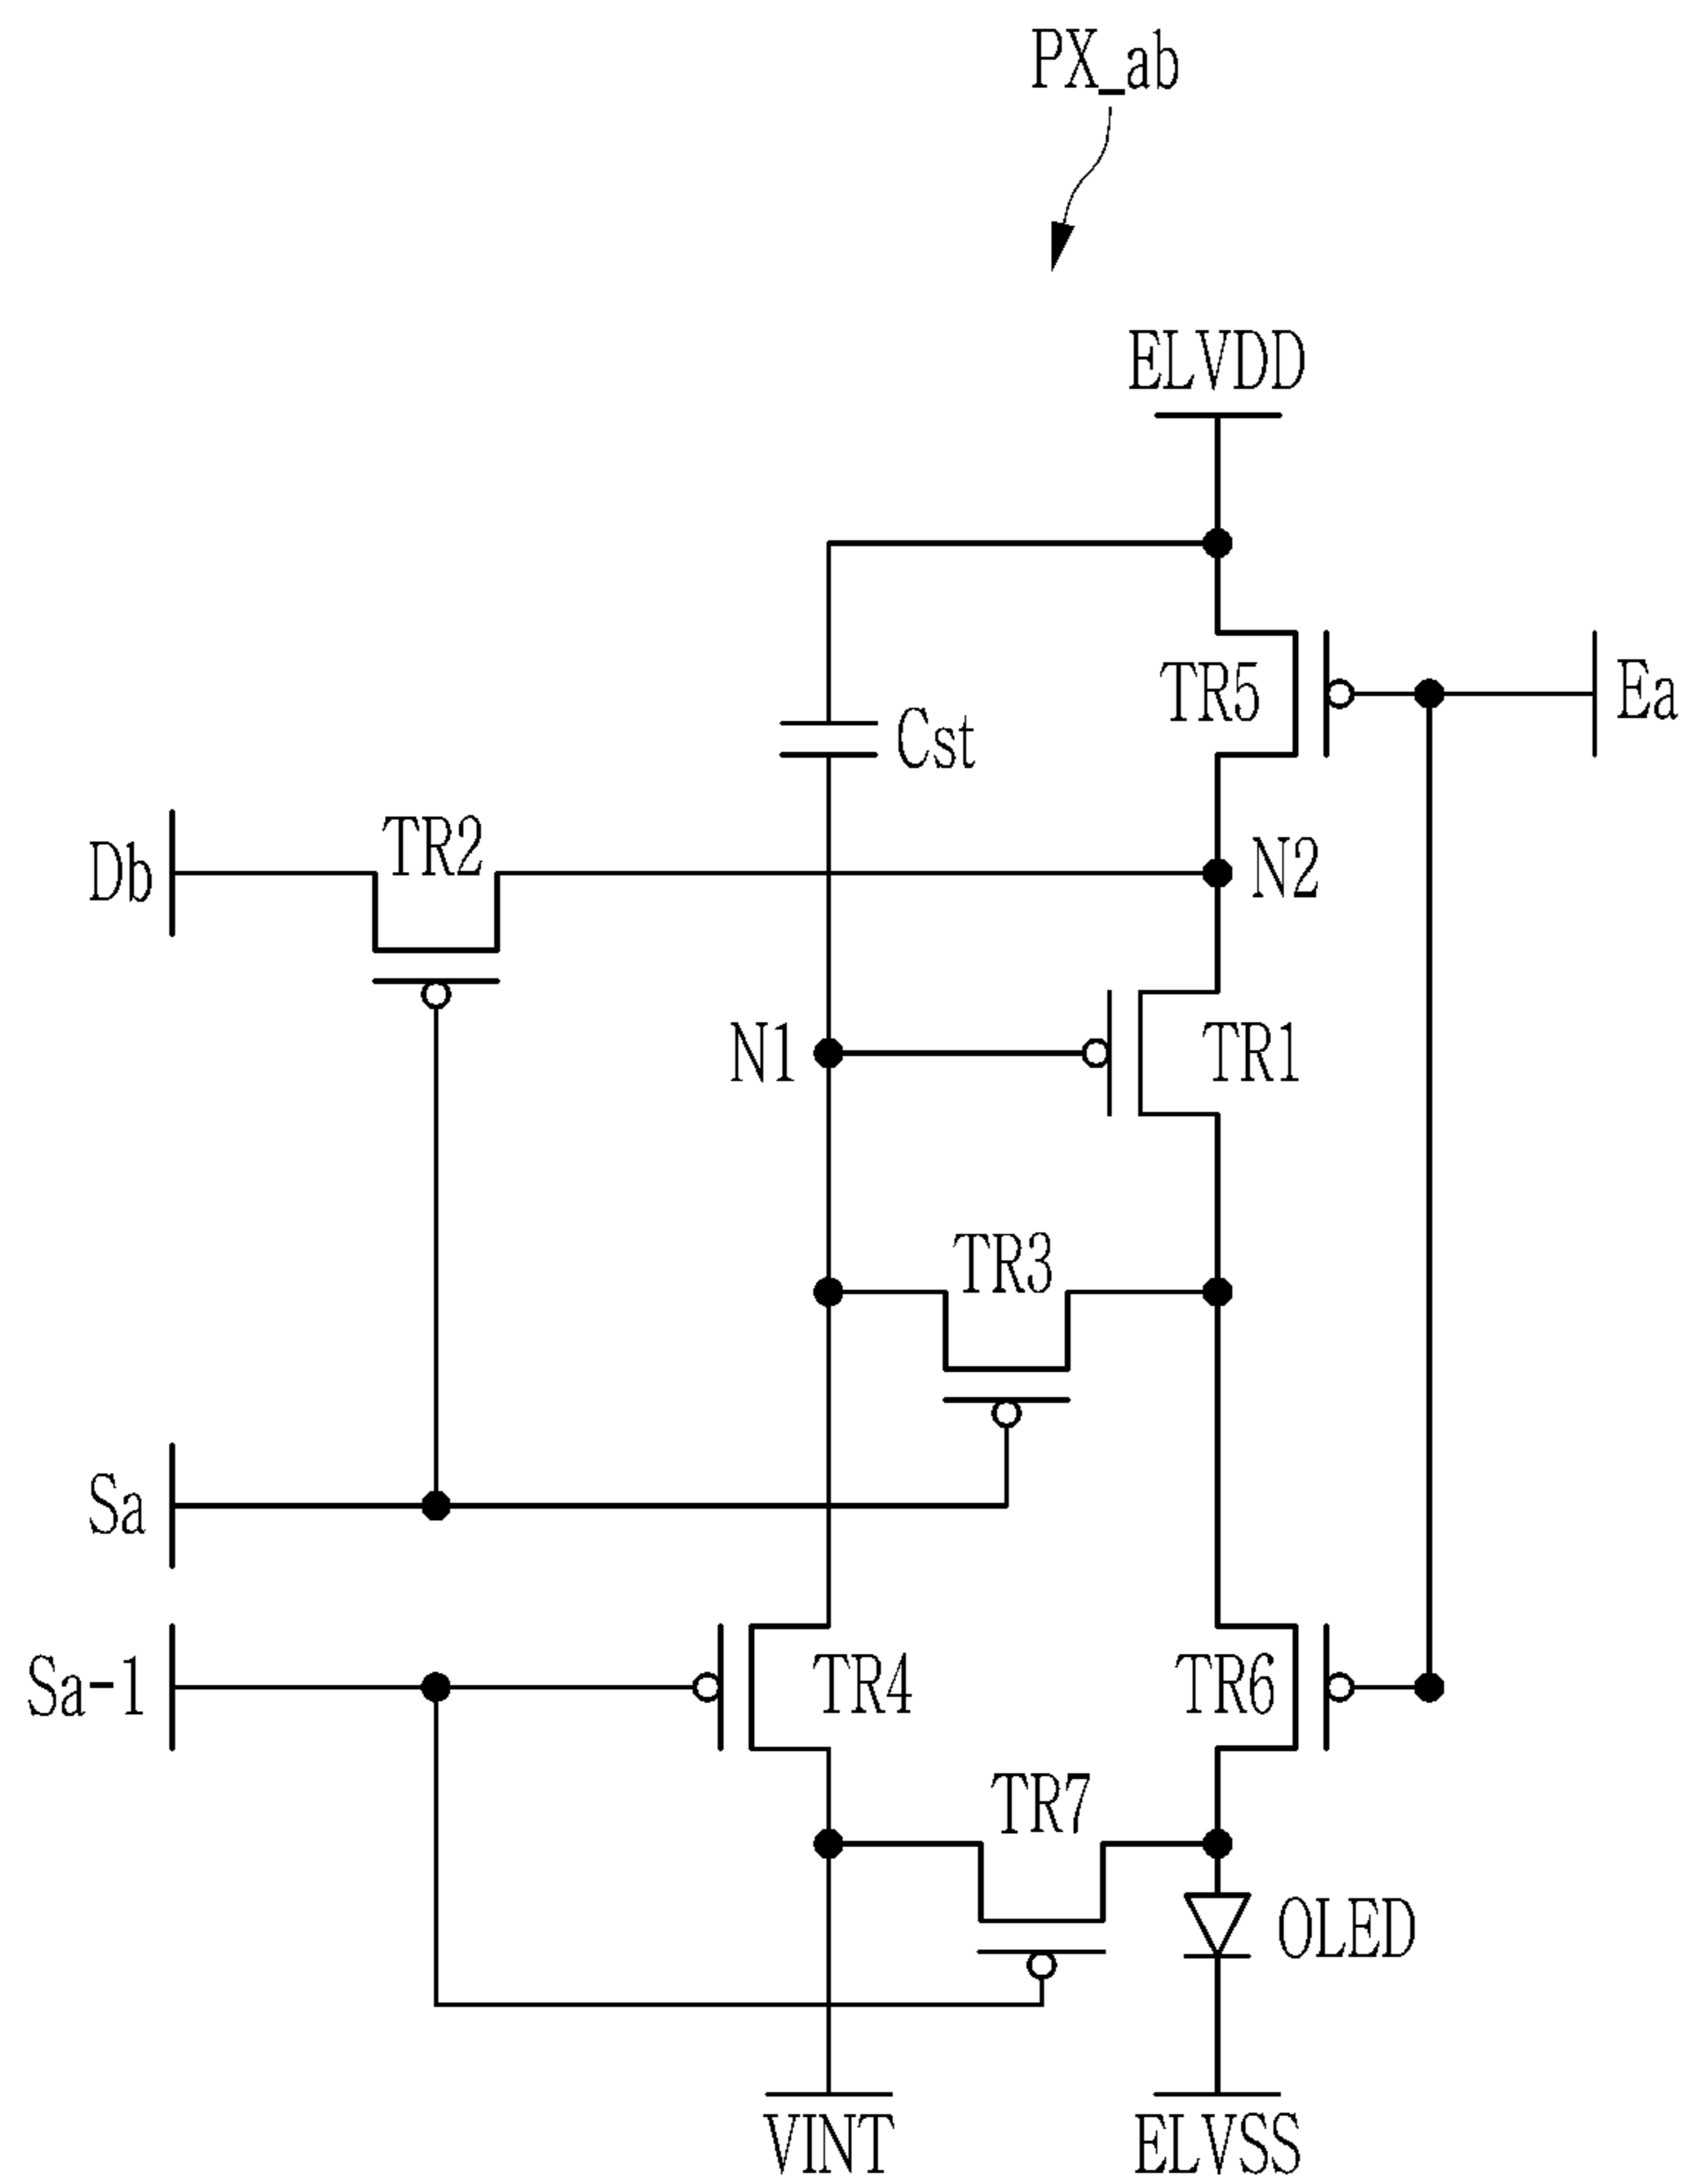 PX_ab
ELVDD
TR5
Ea
Cst
TR2
Db
N2
N1
TR1
TR3
Sa
Sa-1
TR4
TR6
TR7
OLED
VINT
ELVSS